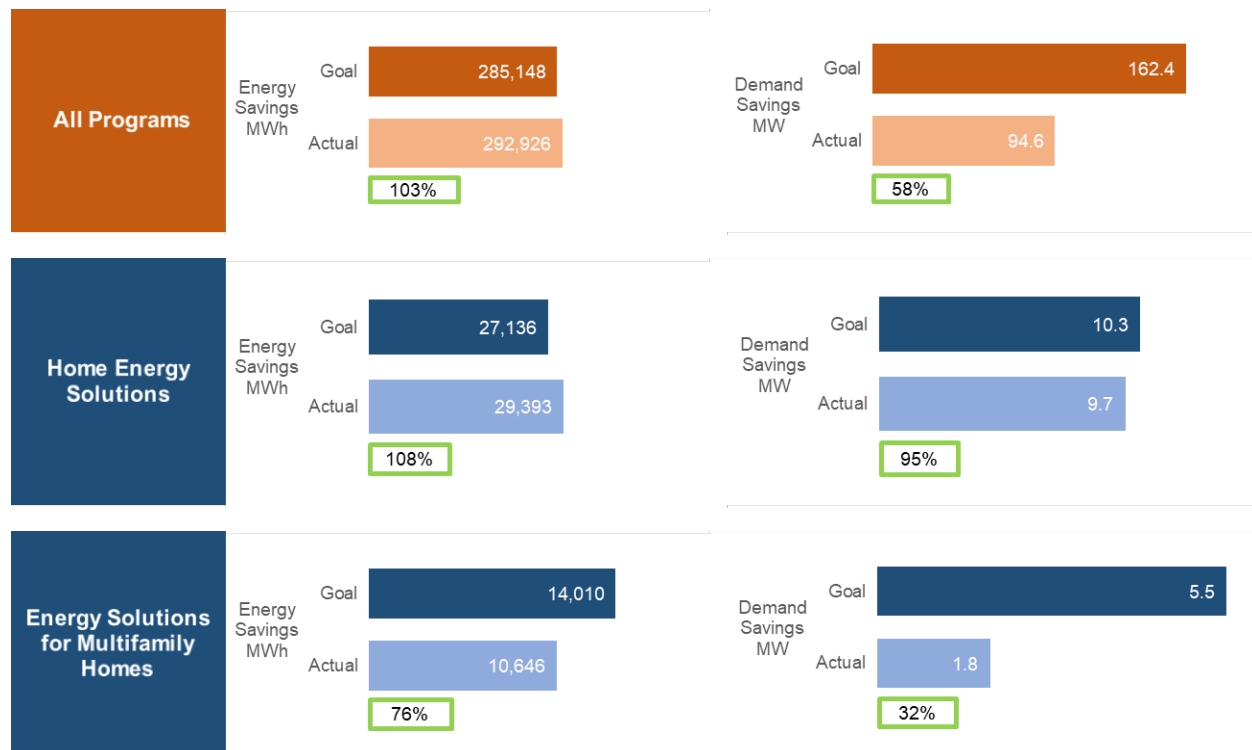 All Programs
Energy
Savings
MWh
Goal
285,148
Actual
292,926
103%
Demand
Savings
MW
Goal
162.4
Actual
94.6
58%
Home Energy
Solutions
Energy
Savings
MWh
Goal
27,136
Actual
29,393
108%
Demand
Savings
MW
Goal
10.3
Actual
9.7
95%
Energy Solutions
for Multifamily
Homes
Energy
Savings
MWh
Goal
14,010
Actual
10,646
76%
Demand
Savings
MW
Goal
5.5
Actual
1.8
32%